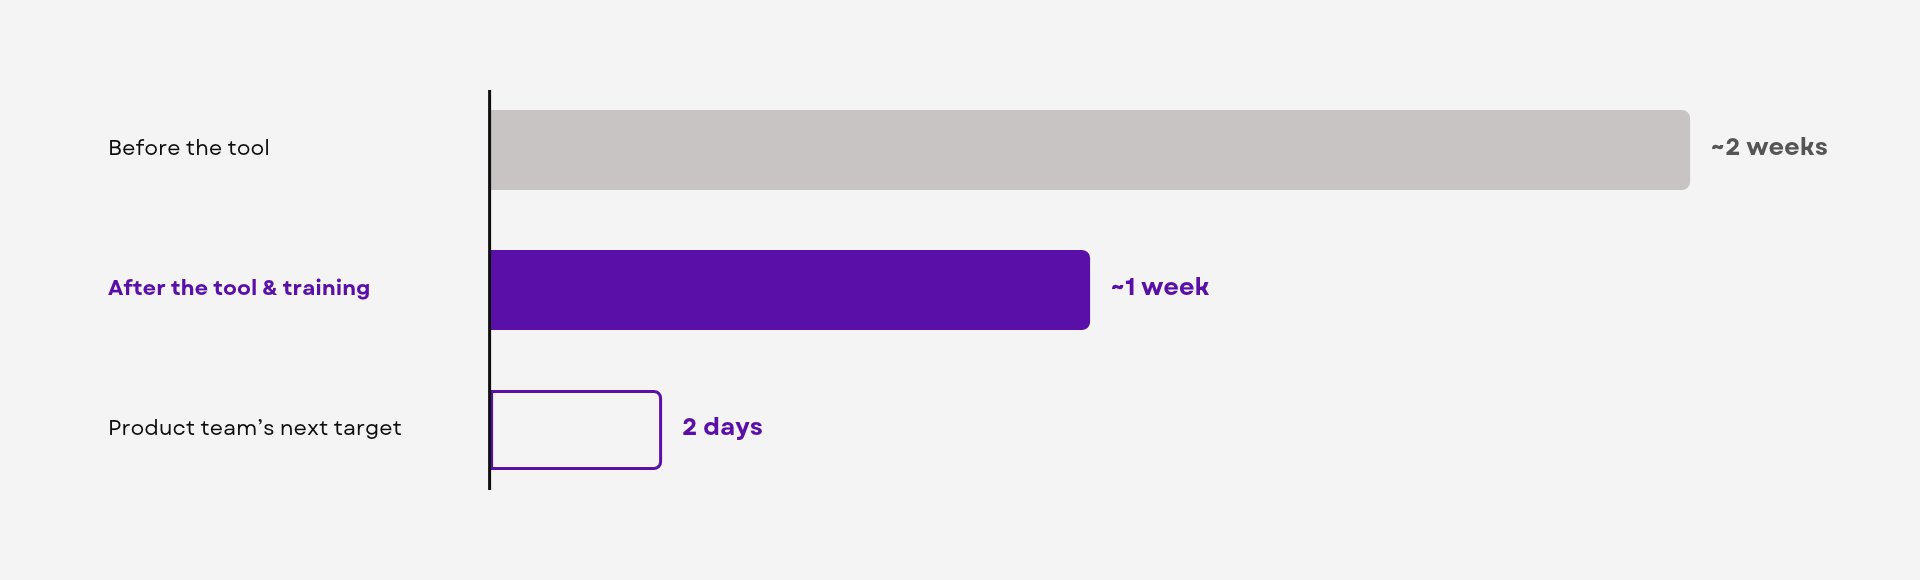 Before the tool
~2 weeks
After the tool & training
~1 week
Product team’s next target
2 days